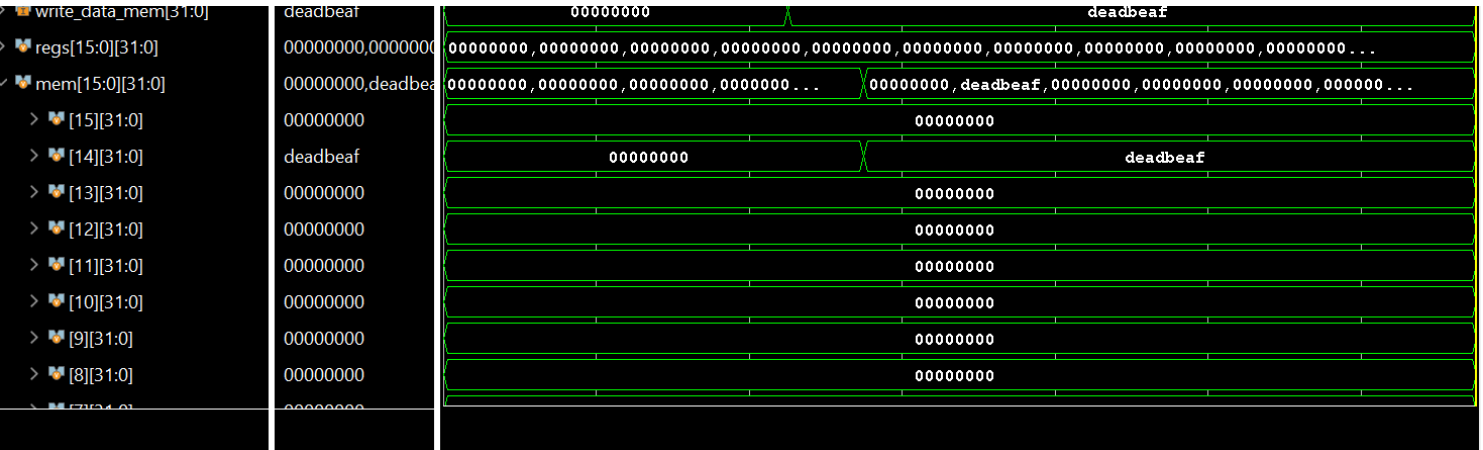 write_data_mem[31:0] deadbeaf 00000000 deadbeaf
regs[15:0][31:0] 00000000,0000000 00000000,00000000,00000000,00000000,00000000,00000000,00000000,00000000,00000000,00000000...
mem[15:0][31:0] 00000000,deadbea 00000000,00000000,00000000,0000000... 00000000,deadbeaf,00000000,00000000,00000000,000000...
[15][31:0] 00000000 00000000
[14][31:0] deadbeaf 00000000 deadbeaf
[13][31:0] 00000000 00000000
[12][31:0] 00000000 00000000
[11][31:0] 00000000 00000000
[10][31:0] 00000000 00000000
[9][31:0] 00000000 00000000
[8][31:0] 00000000 00000000